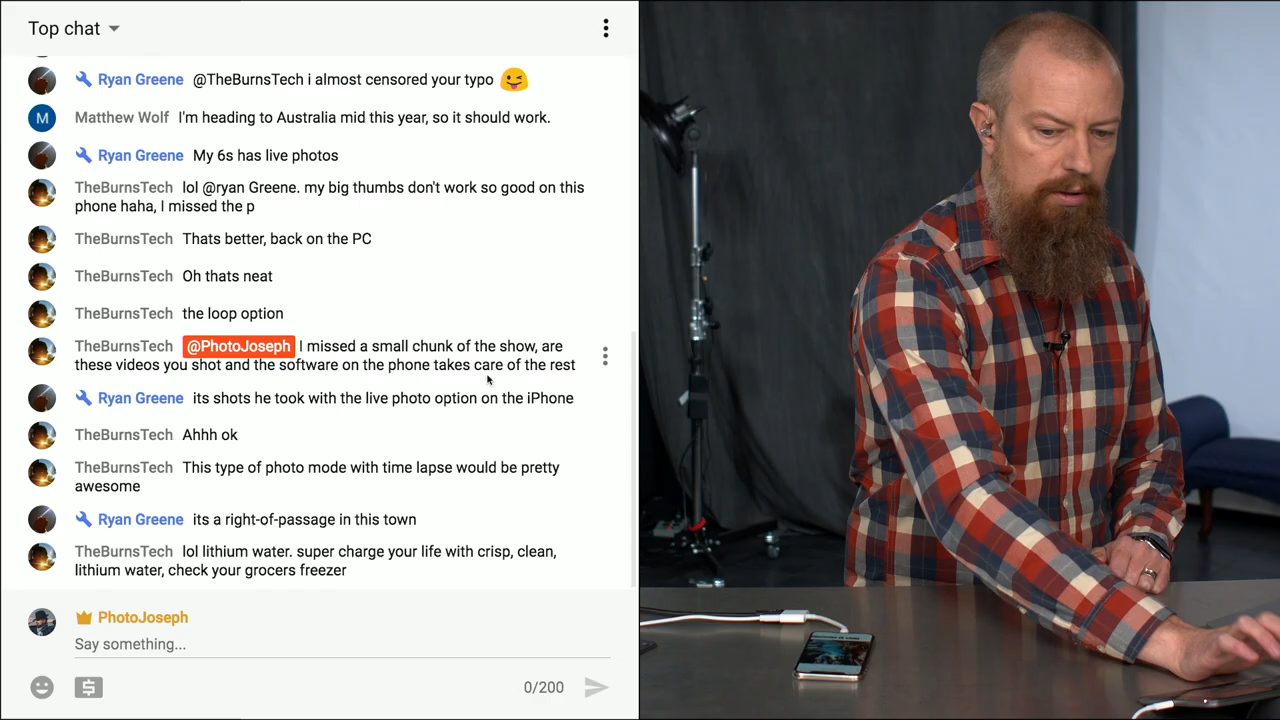 Top chat
Ryan Greene @TheBurnsTech i almost censored your typo
M
Matthew Wolf I'm heading to Australia mid this year, so it should work.
Ryan Greene My 6s has live photos
TheBurnsTech lol @ryan Greene. my big thumbs don't work so good on this
phone haha, I missed the p
TheBurnsTech Thats better, back on the PC
TheBurnsTech Oh thats neat
TheBurnsTech the loop option
TheBurnsTech @PhotoJoseph I missed a small chunk of the show, are
these videos you shot and the software on the phone takes care of the rest
Ryan Greene its shots he took with the live photo option on the iPhone
TheBurnsTech Ahhh ok
TheBurnsTech This type of photo mode with time lapse would be pretty
awesome
Ryan Greene its a right-of-passage in this town
TheBurnsTech lol lithium water. super charge your life with crisp, clean,
lithium water, check your grocers freezer
PhotoJoseph
Say something...
$
0/200